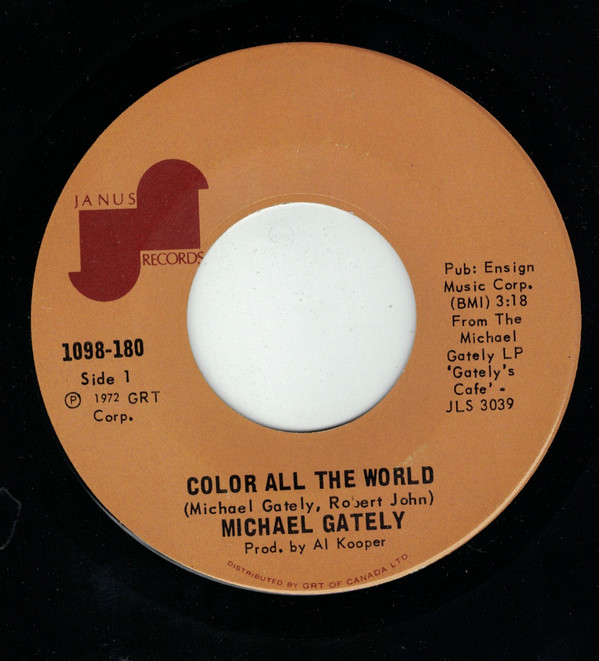 JANUS
RECORDS
1098-180
Side 1
Ⓟ 1972 GRT
Corp.
Pub: Ensign
Music Corp.
(BMI) 3:18
From The
Michael
Gately LP
'Gately's
Cafe' -
JLS 3039
COLOR ALL THE WORLD
(Michael Gately, Robert John)
MICHAEL GATELY
Prod. by Al Kooper
DISTRIBUTED BY GRT OF CANADA LTD